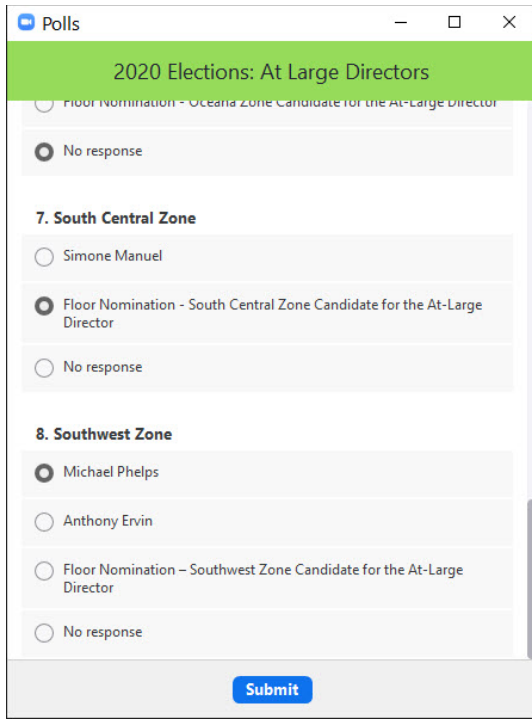 Polls
2020 Elections: At Large Directors
Floor Nomination - Oceana Zone Candidate for the At-Large Director
No response
7. South Central Zone
Simone Manuel
Floor Nomination - South Central Zone Candidate for the At-Large
Director
No response
8. Southwest Zone
Michael Phelps
Anthony Ervin
Floor Nomination – Southwest Zone Candidate for the At-Large
Director
No response
Submit